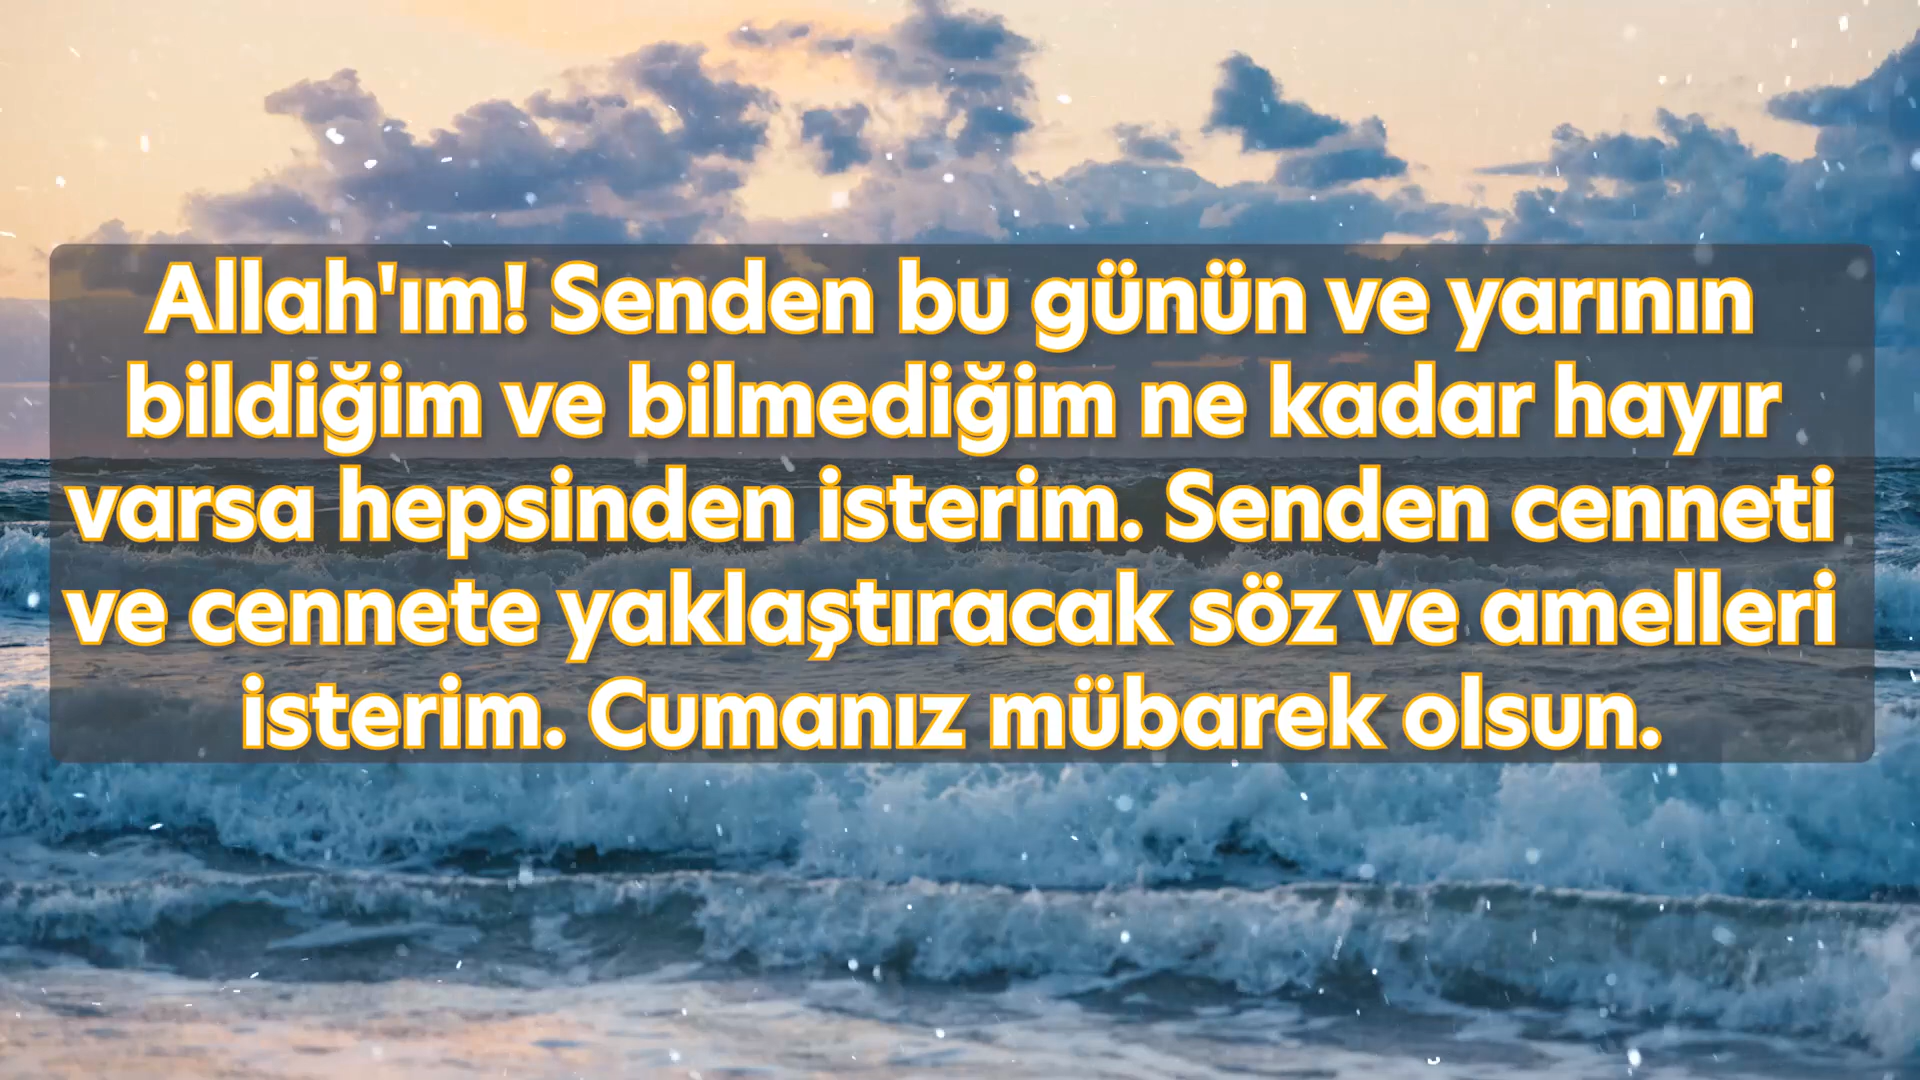 Allah'ım! Senden bu günün ve yarının
bildiğim ve bilmediğim ne kadar hayır
varsa hepsinden isterim. Senden cenneti
ve cennete yaklaştıracak söz ve amelleri
isterim. Cumanız mübarek olsun.